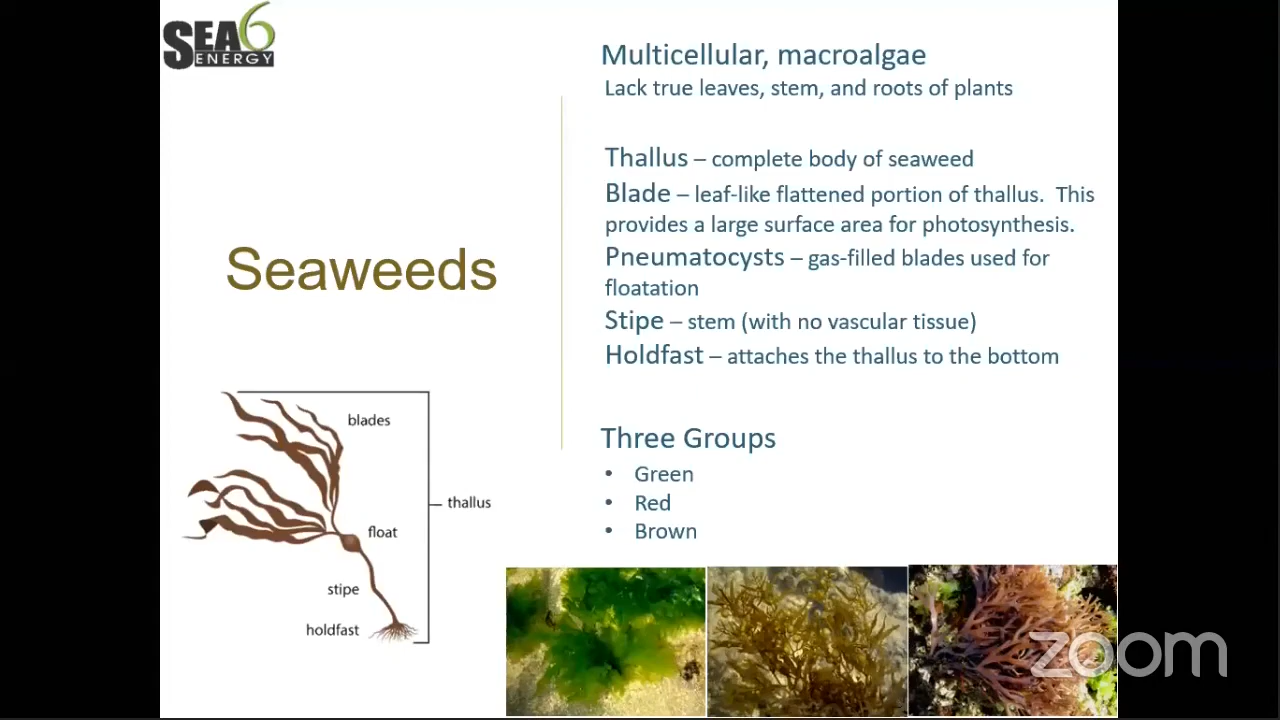 SEA6
ENERGY
Multicellular, macroalgae
Lack true leaves, stem, and roots of plants
Thallus – complete body of seaweed
Blade – leaf-like flattened portion of thallus.  This
provides a large surface area for photosynthesis.
Pneumatocysts – gas-filled blades used for
floatation
Stipe – stem (with no vascular tissue)
Holdfast – attaches the thallus to the bottom
Seaweeds
blades
thallus
float
stipe
holdfast
Three Groups
• Green
• Red
• Brown
zoom